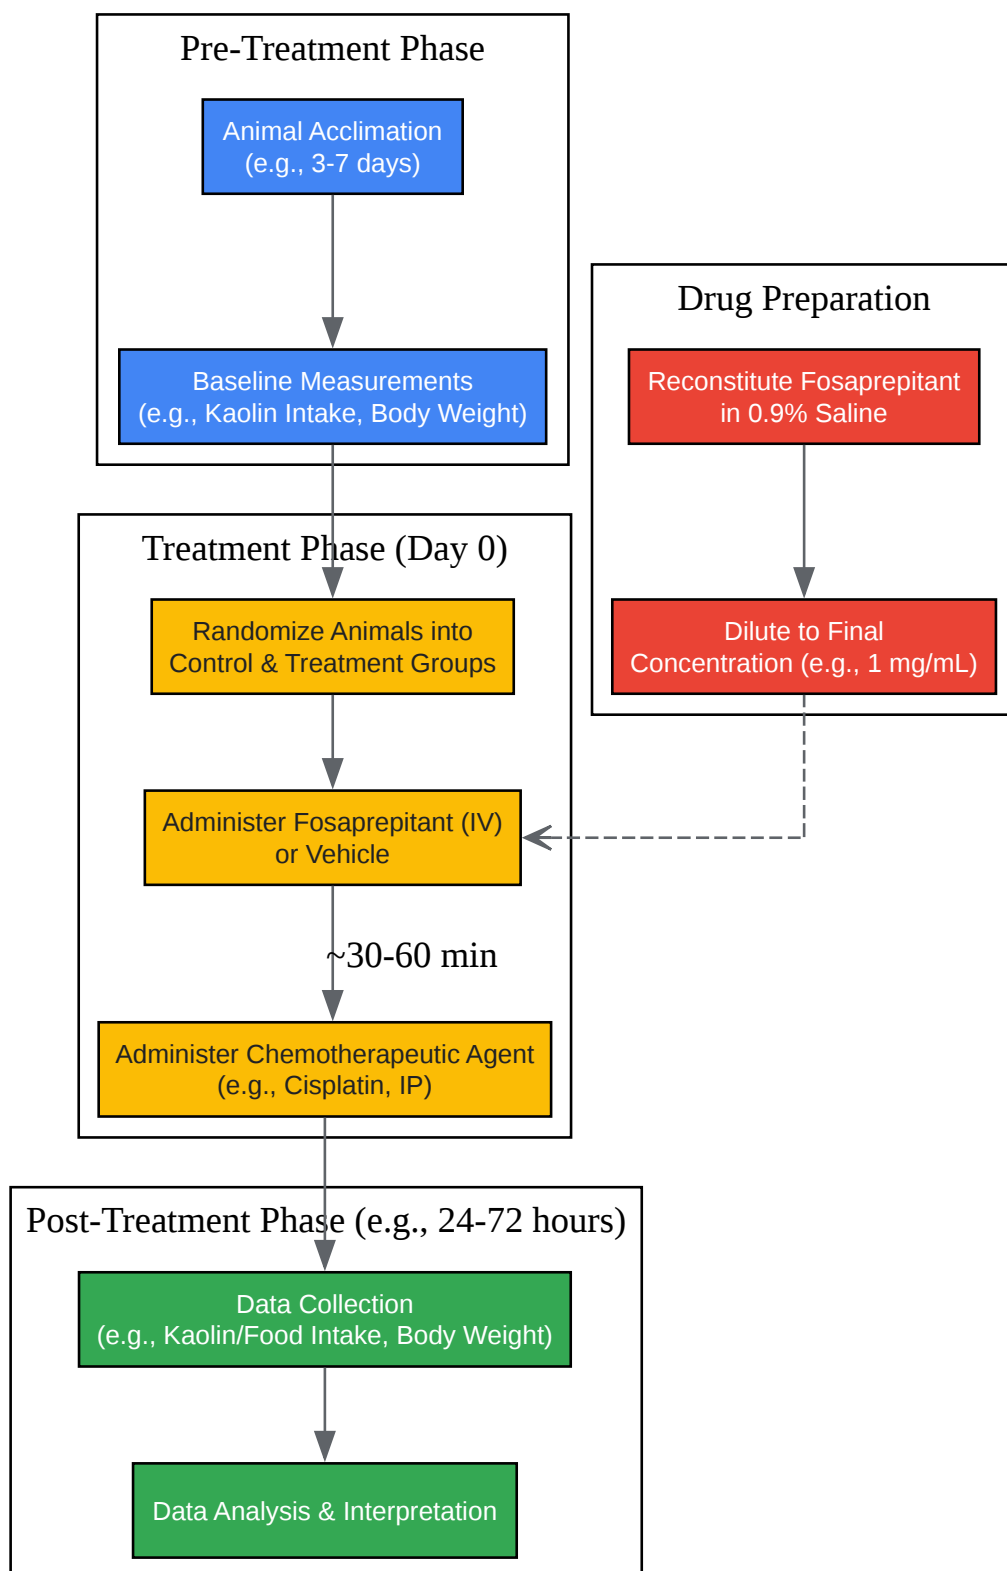 Pre-Treatment Phase
Animal Acclimation
(e.g., 3-7 days)
Baseline Measurements
(e.g., Kaolin Intake, Body Weight)
Drug Preparation
Reconstitute Fosaprepitant
in 0.9% Saline
Dilute to Final
Concentration (e.g., 1 mg/mL)
Treatment Phase (Day 0)
Randomize Animals into
Control & Treatment Groups
Administer Fosaprepitant (IV)
or Vehicle
~30-60 min
Administer Chemotherapeutic Agent
(e.g., Cisplatin, IP)
Post-Treatment Phase (e.g., 24-72 hours)
Data Collection
(e.g., Kaolin/Food Intake, Body Weight)
Data Analysis & Interpretation